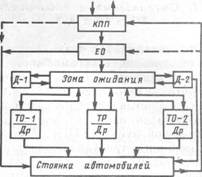 КПП
ЕО
Д-1
Зона ожидания
Д-2
ТО-1
Др
ТР
Др
ТО-2
Др
Стоянка автомобилей